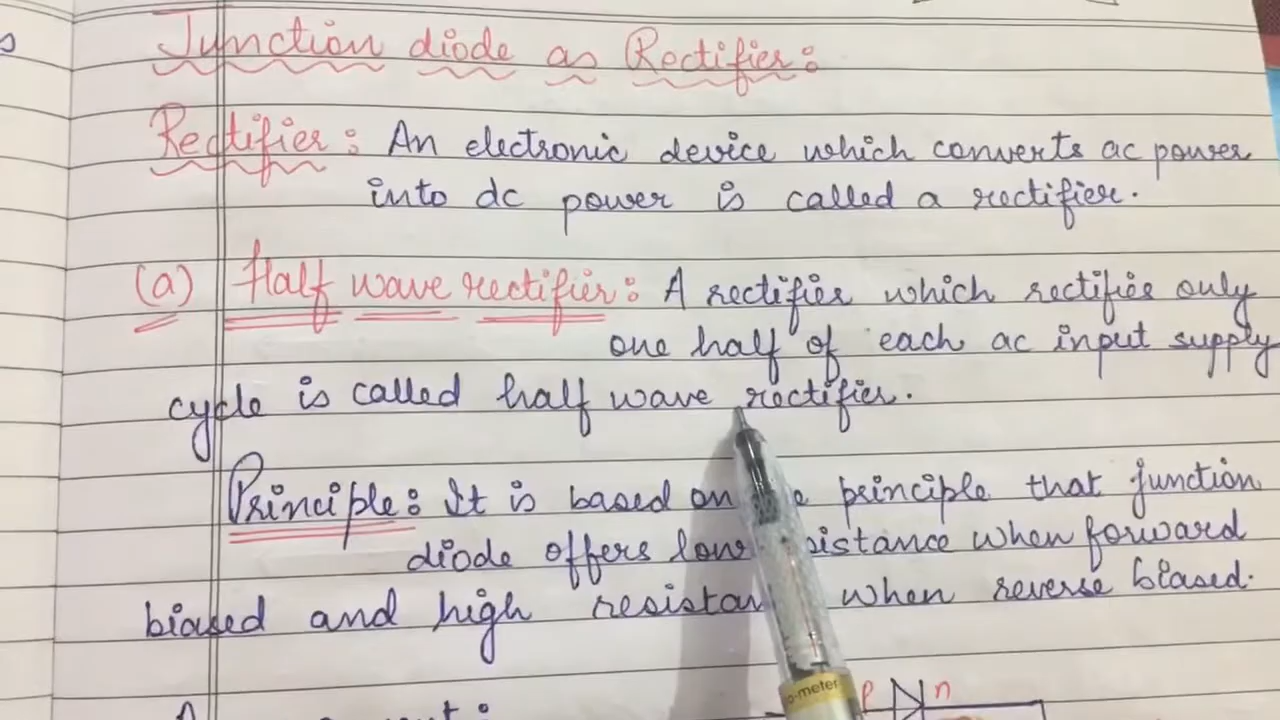 Junction diode as Rectifier:
Rectifier: An electronic device which converts ac power
into dc power is called a rectifier.
(a) Half wave rectifier: A rectifier which rectifies only
one half of each ac input supply
cycle is called half wave rectifier.
Principle: It is based on principle that junction
diode offers low when forward
biased and high when reverse biased.
o-meter
p n